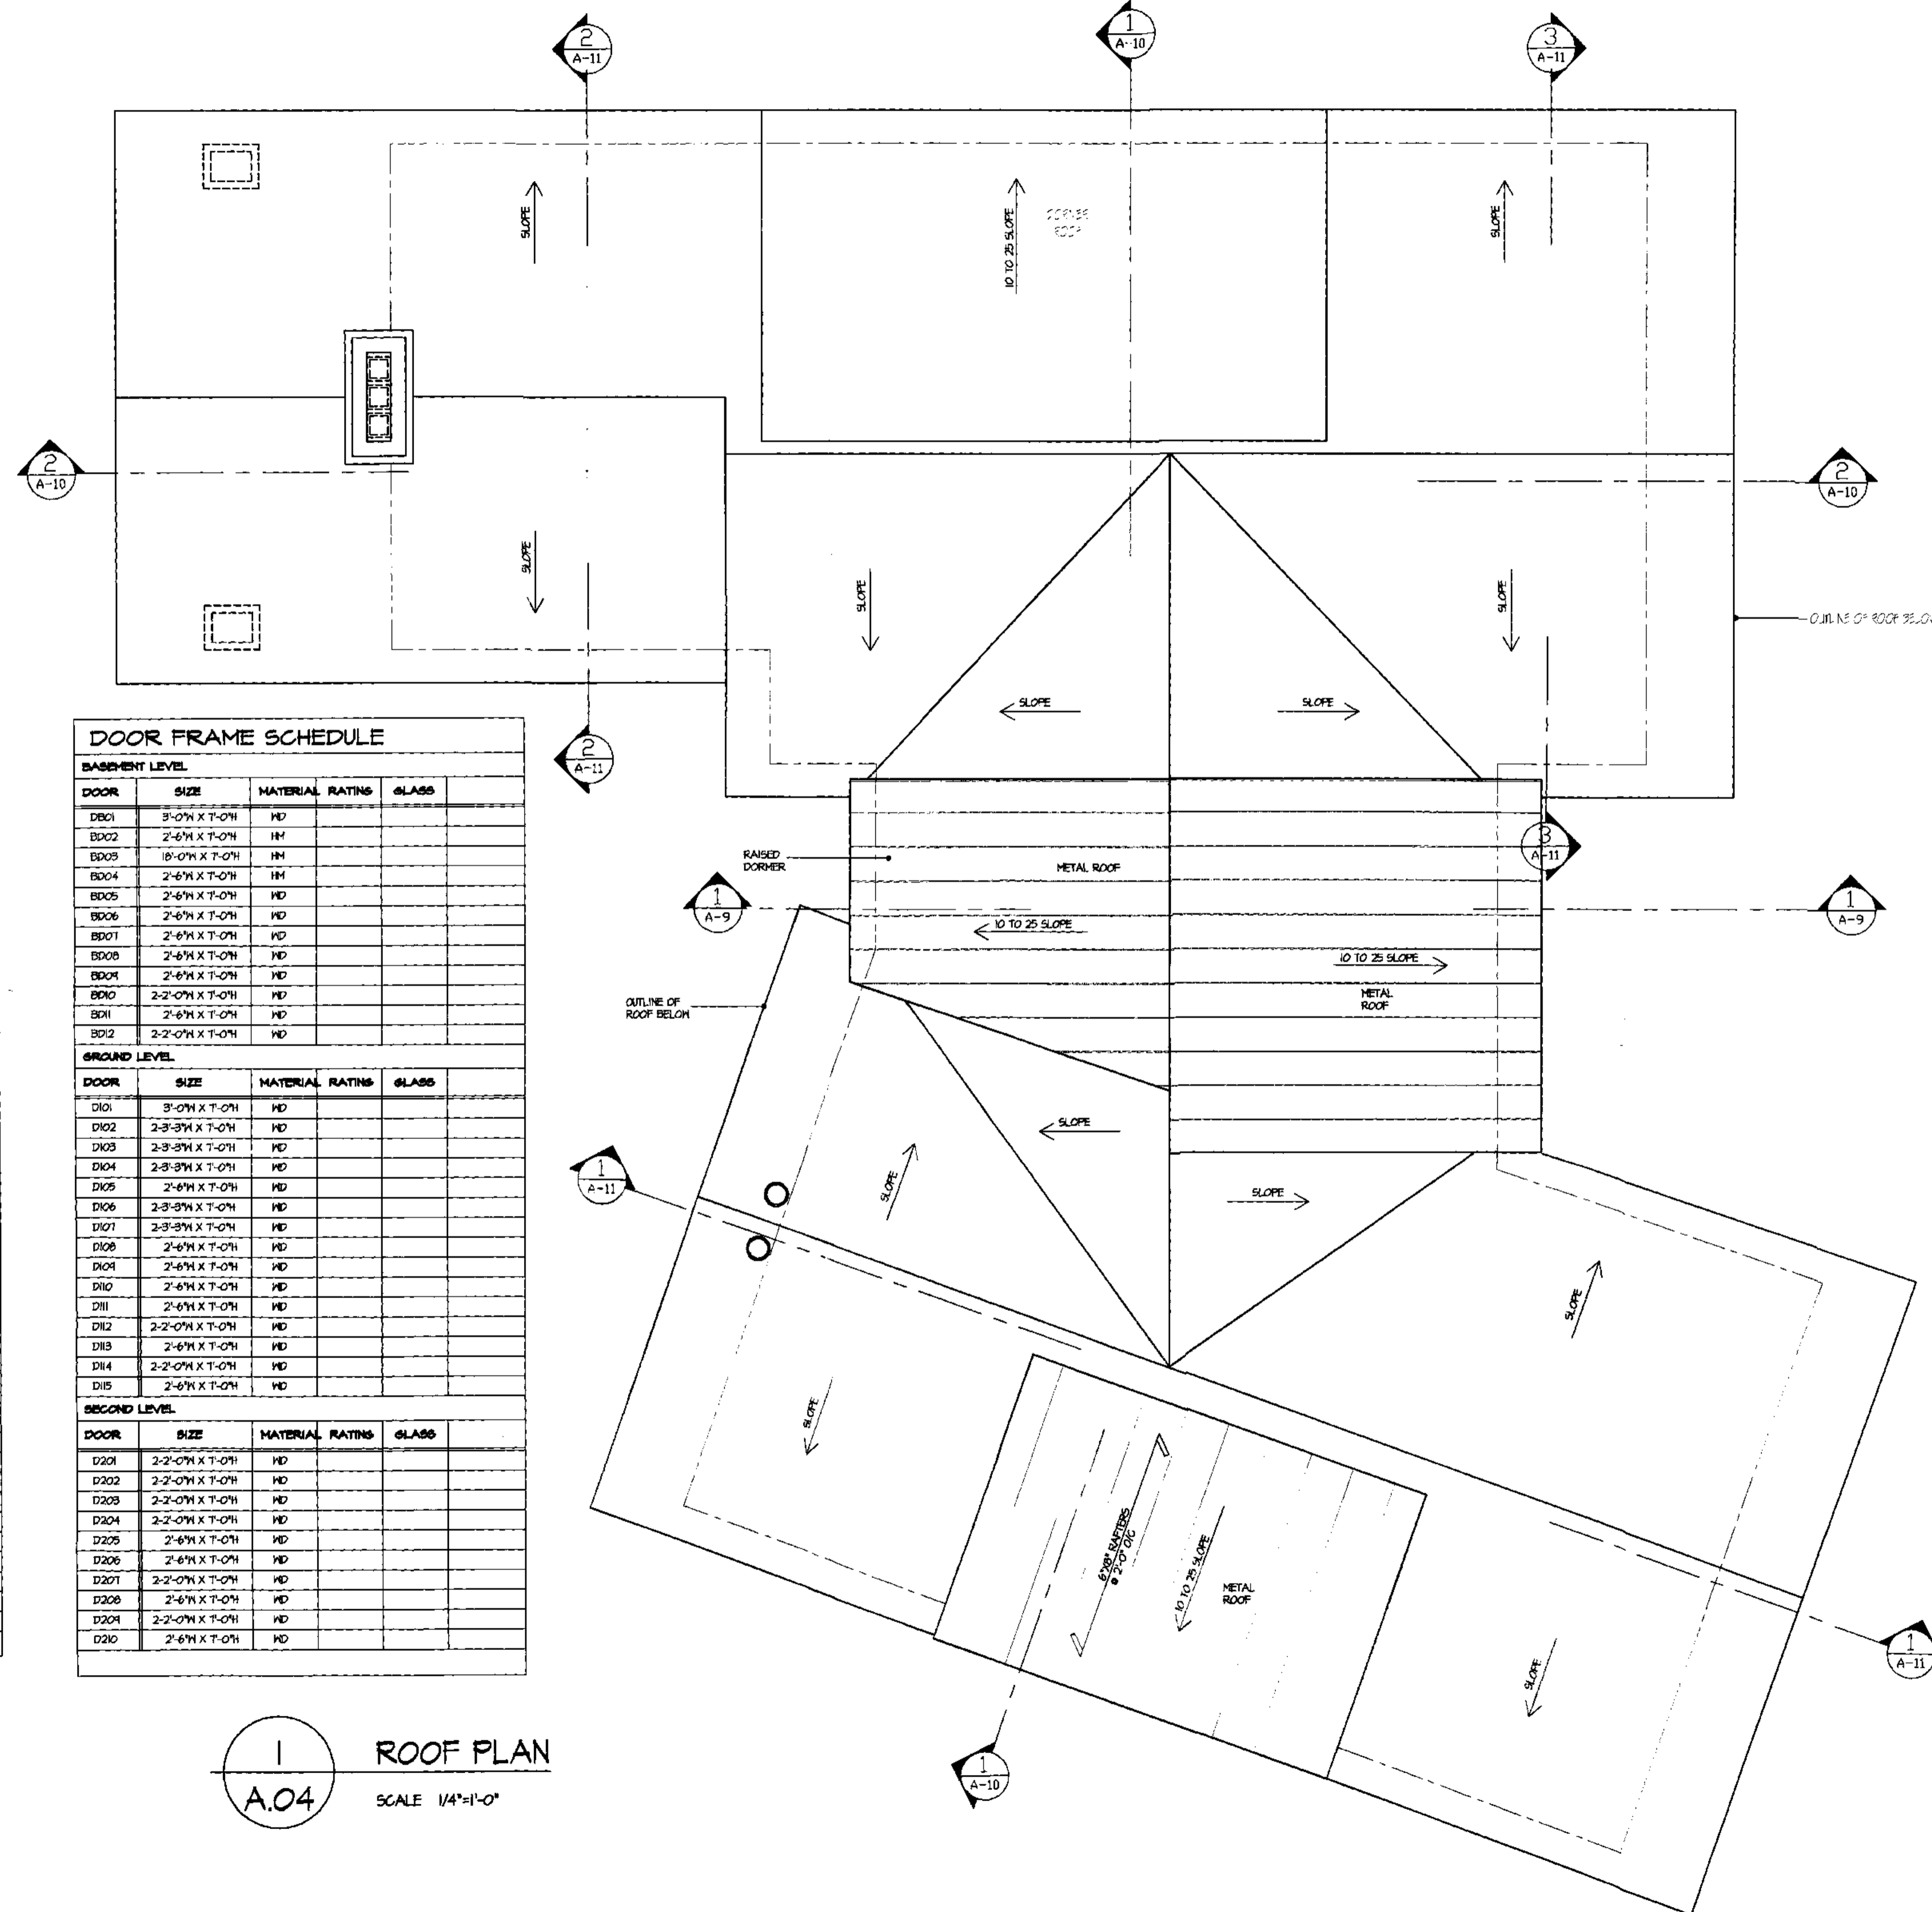 2
A-11
1
A-10
3
A-11
SLOPE
10 TO 25 SLOPE
SLOPE
2
A-10
2
A-10
SLOPE
SLOPE
SLOPE
OUTLINE OF ROOF BELOW
SLOPE
SLOPE
2
A-11
DOOR FRAME SCHEDULE
BASEMENT LEVEL
DOOR SIZE MATERIAL RATING GLASS
DB01 3'-0"W X 7'-0"H WD
BD02 2'-6"W X 7'-0"H HM
BD03 18'-0"W X 7'-0"H HM
BD04 2'-6"W X 7'-0"H HM
BD05 2'-6"W X 7'-0"H WD
BD06 2'-6"W X 7'-0"H WD
BD07 2'-6"W X 7'-0"H WD
BD08 2'-6"W X 7'-0"H WD
BD09 2'-6"W X 7'-0"H WD
BD10 2-2'-0"W X 7'-0"H WD
BD11 2'-6"W X 7'-0"H WD
BD12 2-2'-0"W X 7'-0"H WD
GROUND LEVEL
DOOR SIZE MATERIAL RATING GLASS
D101 3'-0"W X 7'-0"H WD
D102 2-3'-3"W X 7'-0"H WD
D103 2-3'-3"W X 7'-0"H WD
D104 2-3'-3"W X 7'-0"H WD
D105 2'-6"W X 7'-0"H WD
D106 2-3'-3"W X 7'-0"H WD
D107 2-3'-3"W X 7'-0"H WD
D108 2'-6"W X 7'-0"H WD
D109 2'-6"W X 7'-0"H WD
D110 2'-6"W X 7'-0"H WD
D111 2'-6"W X 7'-0"H WD
D112 2-2'-0"W X 7'-0"H WD
D113 2'-6"W X 7'-0"H WD
D114 2-2'-0"W X 7'-0"H WD
D115 2'-6"W X 7'-0"H WD
SECOND LEVEL
DOOR SIZE MATERIAL RATING GLASS
D201 2-2'-0"W X 7'-0"H WD
D202 2-2'-0"W X 7'-0"H WD
D203 2-2'-0"W X 7'-0"H WD
D204 2-2'-0"W X 7'-0"H WD
D205 2'-6"W X 7'-0"H WD
D206 2'-6"W X 7'-0"H WD
D207 2-2'-0"W X 7'-0"H WD
D208 2'-6"W X 7'-0"H WD
D209 2-2'-0"W X 7'-0"H WD
D210 2'-6"W X 7'-0"H WD
RAISED
DORMER
METAL ROOF
3
A-11
1
A-9
1
A-9
10 TO 25 SLOPE
10 TO 25 SLOPE
METAL
ROOF
OUTLINE OF
ROOF BELOW
SLOPE
1
A-11
SLOPE
SLOPE
SLOPE
SLOPE
6"X8" RAFTERS
@ 2'-0" O/C
10 TO 25 SLOPE
METAL
ROOF
SLOPE
1
A-11
1
A-10
1
A.04
ROOF PLAN
SCALE 1/4"=1'-0"